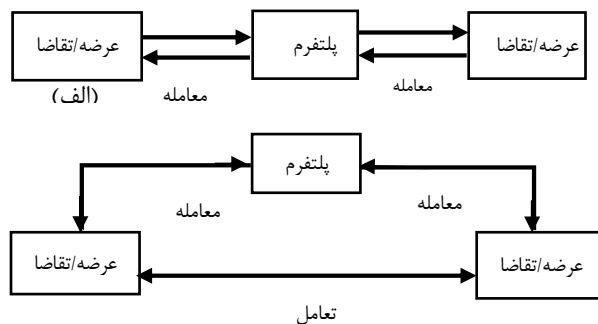 عرضه/تقاضا
پلتفرم
عرضه/تقاضا
معامله
معامله
(الف)
پلتفرم
معامله
معامله
عرضه/تقاضا
عرضه/تقاضا
تعامل